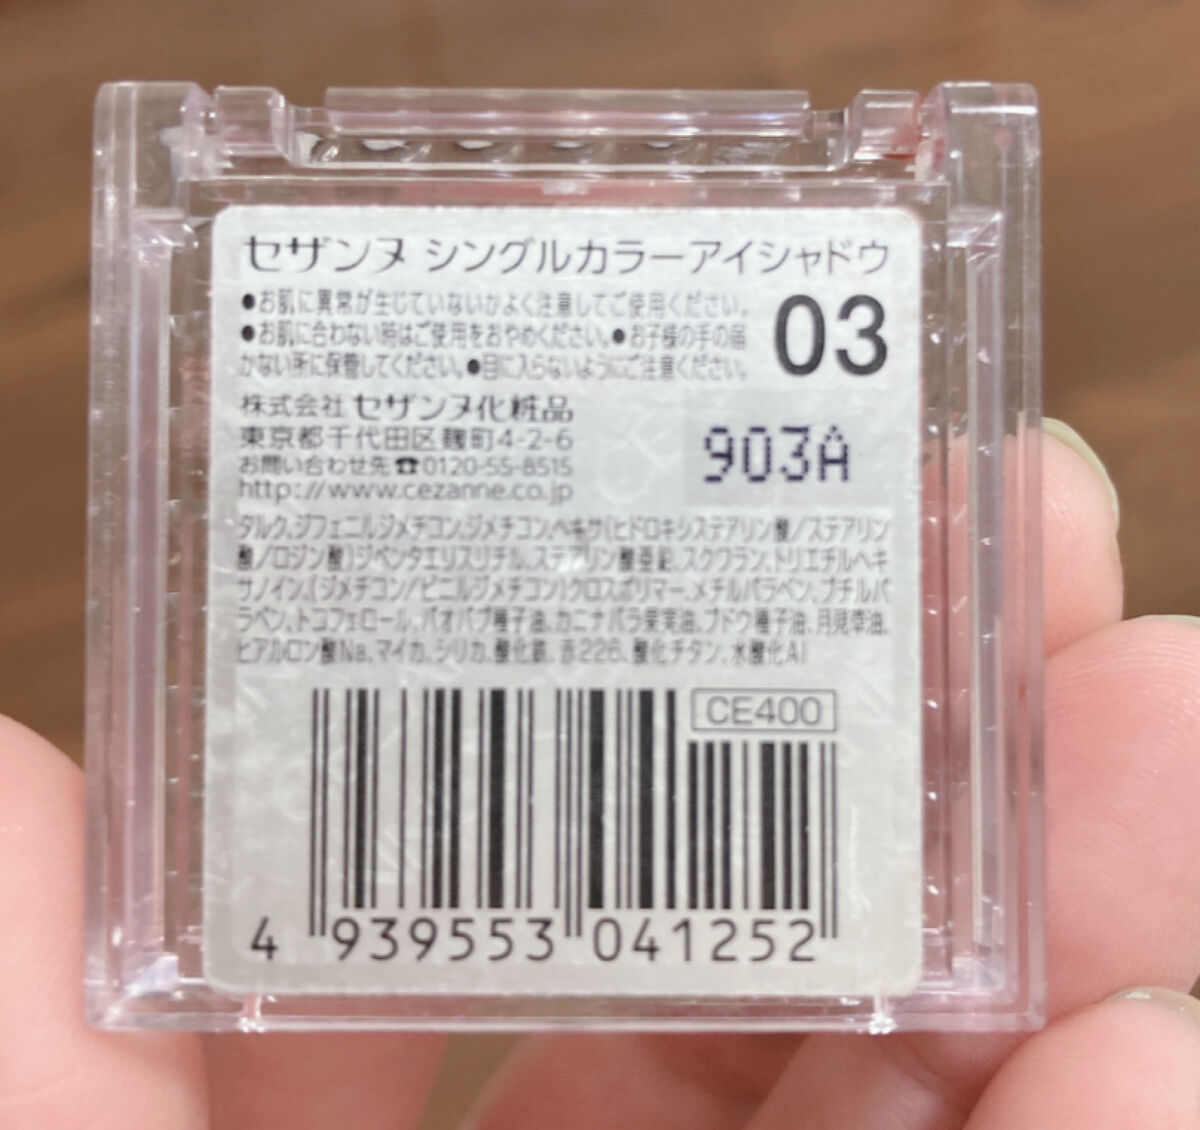 セザンヌ シングルカラーアイシャドウ
●お肌に異常が生じていないかよく注意してご使用ください。
●お肌に合わない時はご使用をおやめください。●お子様の手の届
かない所に保管してください。●目に入らないようにご注意ください。
03
株式会社 セザンヌ化粧品
東京都千代田区麹町4-2-6
お問い合わせ先☎0120-55-8515
http://www.cezanne.co.jp
903A
タルク、ジフェニルジメチコン、ジメチコン、ヘキサ(ヒドロキシステアリン酸/ステアリン
酸/ロジン酸)ジペンタエリスリチル、ステアリン酸亜鉛、スクワラン、トリエチルヘキ
サノイン、(ジメチコン/ビニルジメチコン)クロスポリマー、メチルパラベン、ブチルパ
ラベン、トコフェロール、バオバブ種子油、カニナバラ果実油、ブドウ種子油、月見草油、
ヒアルロン酸Na、マイカ、シリカ、酸化鉄、赤226、酸化チタン、水酸化Al
CE400
4 939553 041252